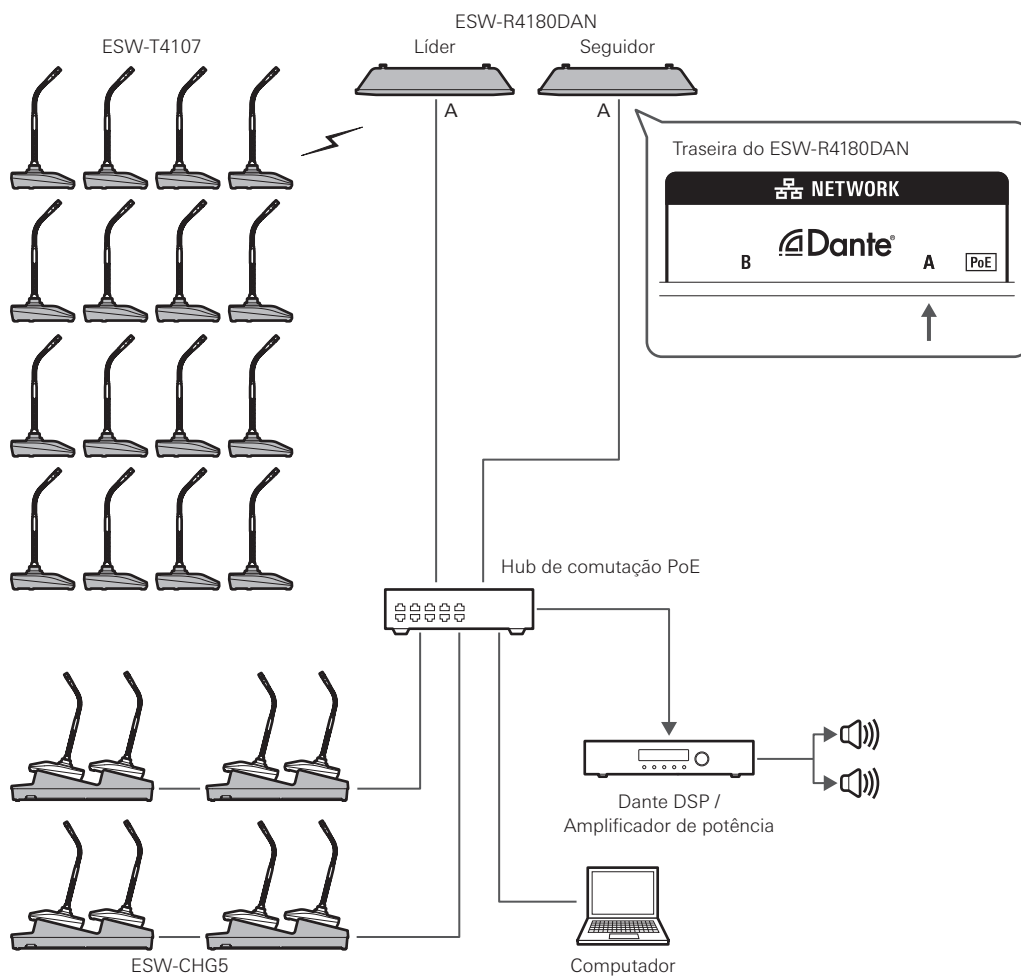 ESW-R4180DAN
ESW-T4107
Líder
Seguidor
A
A
Traseira do ESW-R4180DAN
NETWORK
B
Dante®
A
PoE
Hub de comutação PoE
Dante DSP /
Amplificador de potência
ESW-CHG5
Computador